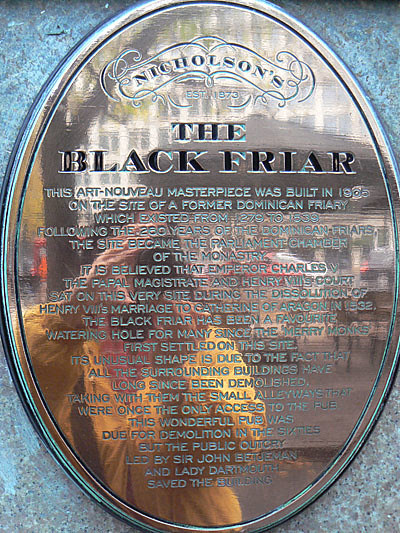 NICHOLSON'S
EST. 1873
THE
BLACK FRIAR
THIS ART-NOUVEAU MASTERPIECE WAS BUILT IN 1905
ON THE SITE OF A FORMER DOMINICAN FRIARY
WHICH EXISTED FROM 1279 TO 1539
FOLLOWING THE 260 YEARS OF THE DOMINICAN FRIARS,
THE SITE BECAME THE PARLIAMENT CHAMBER
OF THE MONASTRY.
IT IS BELIEVED THAT EMPEROR CHARLES V
THE PAPAL MAGISTRATE AND HENRY VIII's COURT
SAT ON THIS VERY SITE DURING THE DISSOLUTION OF
HENRY VIII's MARRIAGE TO CATHERINE OF ARAGON IN 1532.
THE BLACK FRIAR HAS BEEN A FAVOURITE
WATERING HOLE FOR MANY SINCE THE 'MERRY MONKS'
FIRST SETTLED ON THIS SITE.
IT'S UNUSUAL SHAPE IS DUE TO THE FACT THAT
ALL THE SURROUNDING BUILDINGS HAVE
LONG SINCE BEEN DEMOLISHED,
TAKING WITH THEM THE SMALL ALLEYWAYS THAT
WERE ONCE THE ONLY ACCESS TO THE PUB.
THIS WONDERFUL PUB WAS
DUE FOR DEMOLITION IN THE SIXTIES
BUT THE PUBLIC OUTCRY
LED BY SIR JOHN BETJEMAN
AND LADY DARTMOUTH
SAVED THE BUILDING